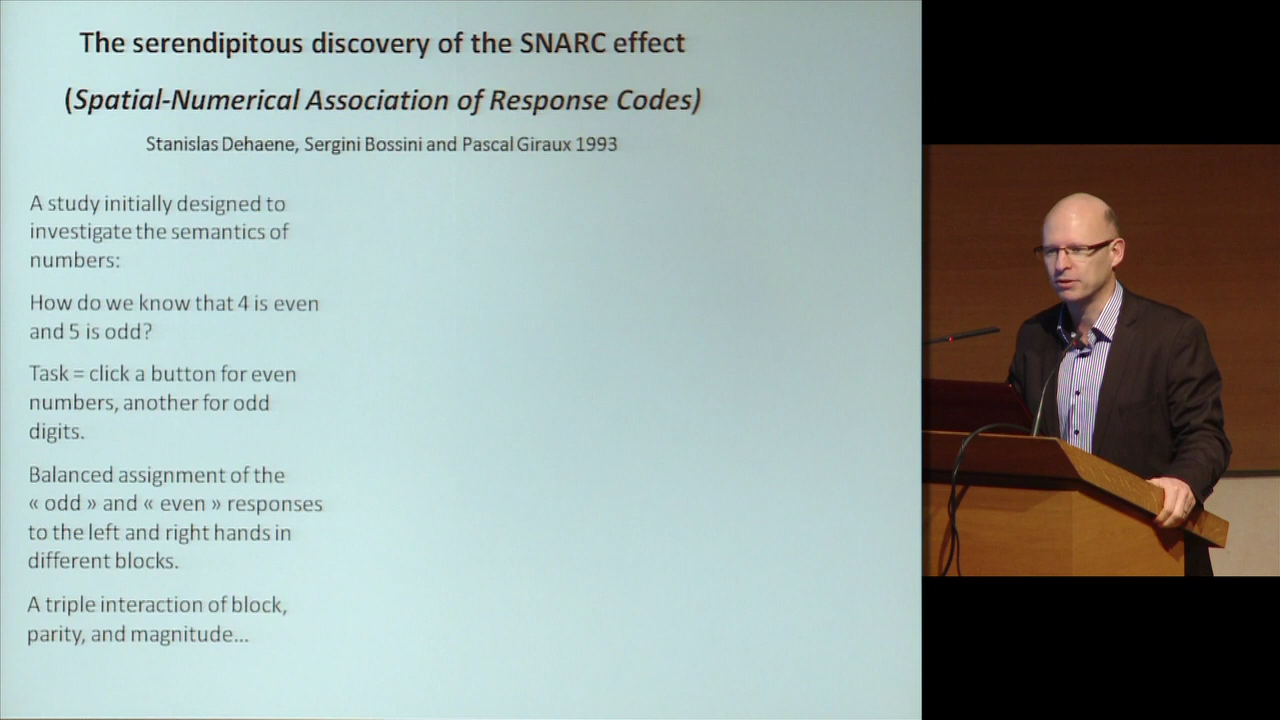 The serendipitous discovery of the SNARC effect
(Spatial-Numerical Association of Response Codes)
Stanislas Dehaene, Sergini Bossini and Pascal Giraux 1993
A study initially designed to
investigate the semantics of
numbers:
How do we know that 4 is even
and 5 is odd?
Task = click a button for even
numbers, another for odd
digits.
Balanced assignment of the
« odd » and « even » responses
to the left and right hands in
different blocks.
A triple interaction of block,
parity, and magnitude...